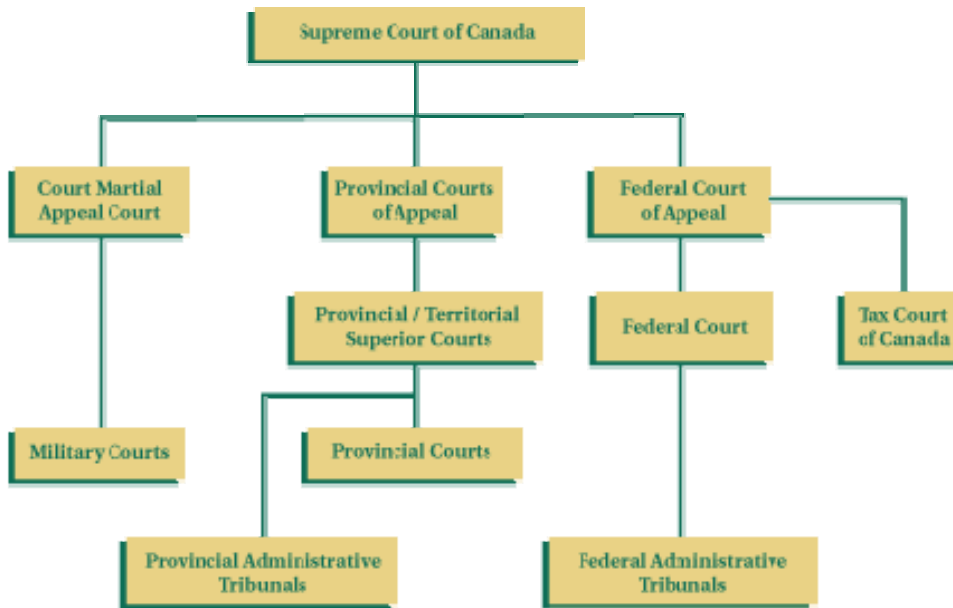 Supreme Court of Canada
Court Martial
Appeal Court
Provincial Courts
of Appeal
Federal Court
of Appeal
Provincial / Territorial
Superior Courts
Federal Court
Tax Court
of Canada
Military Courts
Provincial Courts
Provincial Administrative
Tribunals
Federal Administrative
Tribunals